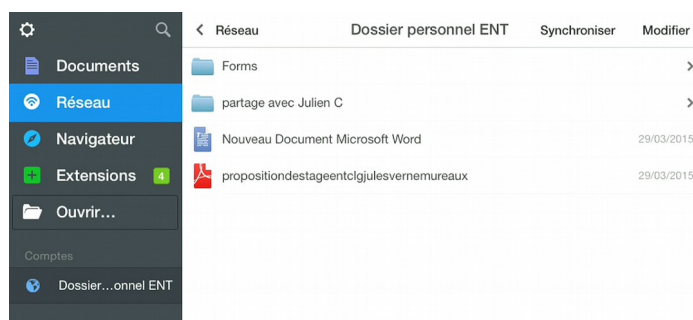 Réseau Dossier personnel ENT Synchroniser Modifier
Documents
Réseau
Navigateur
Extensions 4
Ouvrir...
Comptes
Dossier...onnel ENT
Forms
partage avec Julien C
Nouveau Document Microsoft Word 29/03/2015
propositiondestageentclgjulesvernemureaux 29/03/2015